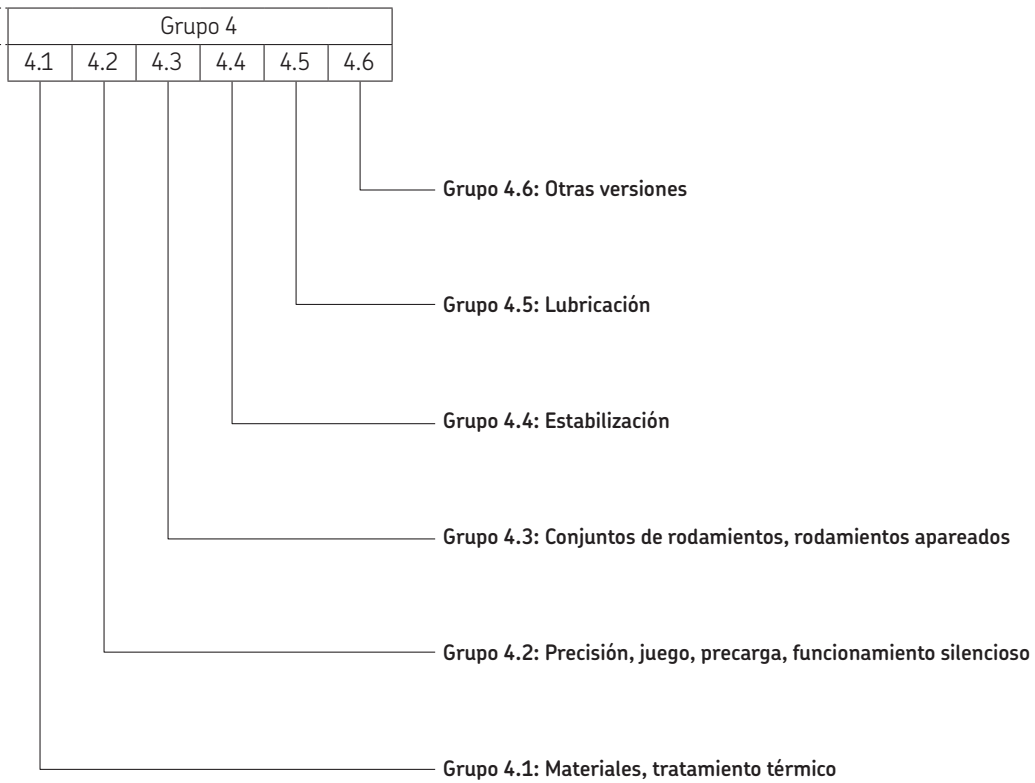 Grupo 4
4.1 4.2 4.3 4.4 4.5 4.6
Grupo 4.6: Otras versiones
Grupo 4.5: Lubricación
Grupo 4.4: Estabilización
Grupo 4.3: Conjuntos de rodamientos, rodamientos apareados
Grupo 4.2: Precisión, juego, precarga, funcionamiento silencioso
Grupo 4.1: Materiales, tratamiento térmico